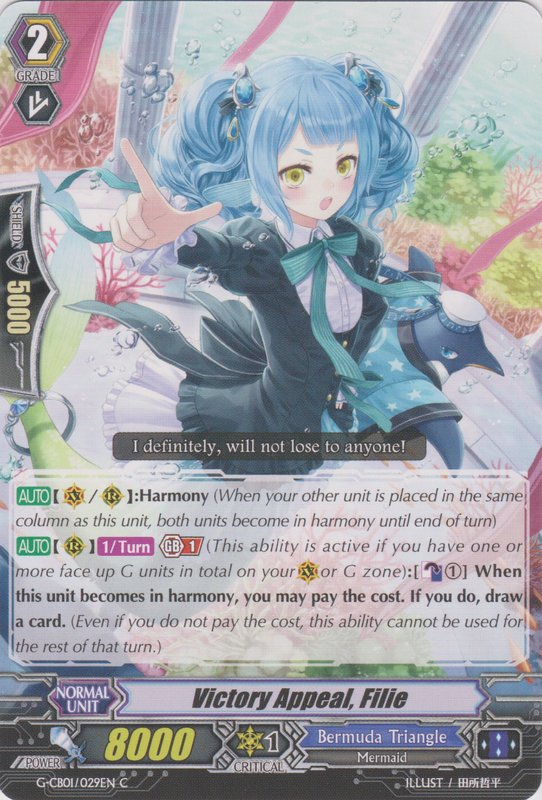 2
GRADE
SHIELD
5000
I definitely, will not lose to anyone!
AUTO【 V / R 】:Harmony (When your other unit is placed in the same
column as this unit, both units become in harmony until end of turn)
AUTO【 R 】 1/Turn GB 1 (This ability is active if you have one or
more face up G units in total on your V or G zone):[ ① ] When
this unit becomes in harmony, you may pay the cost. If you do, draw
a card. (Even if you do not pay the cost, this ability cannot be used for
the rest of that turn.)
NORMAL
UNIT
Victory Appeal, Filie
POWER
8000
1
CRITICAL
Bermuda Triangle
Mermaid
G-CB01/029EN C
ILLUST / 田所哲平